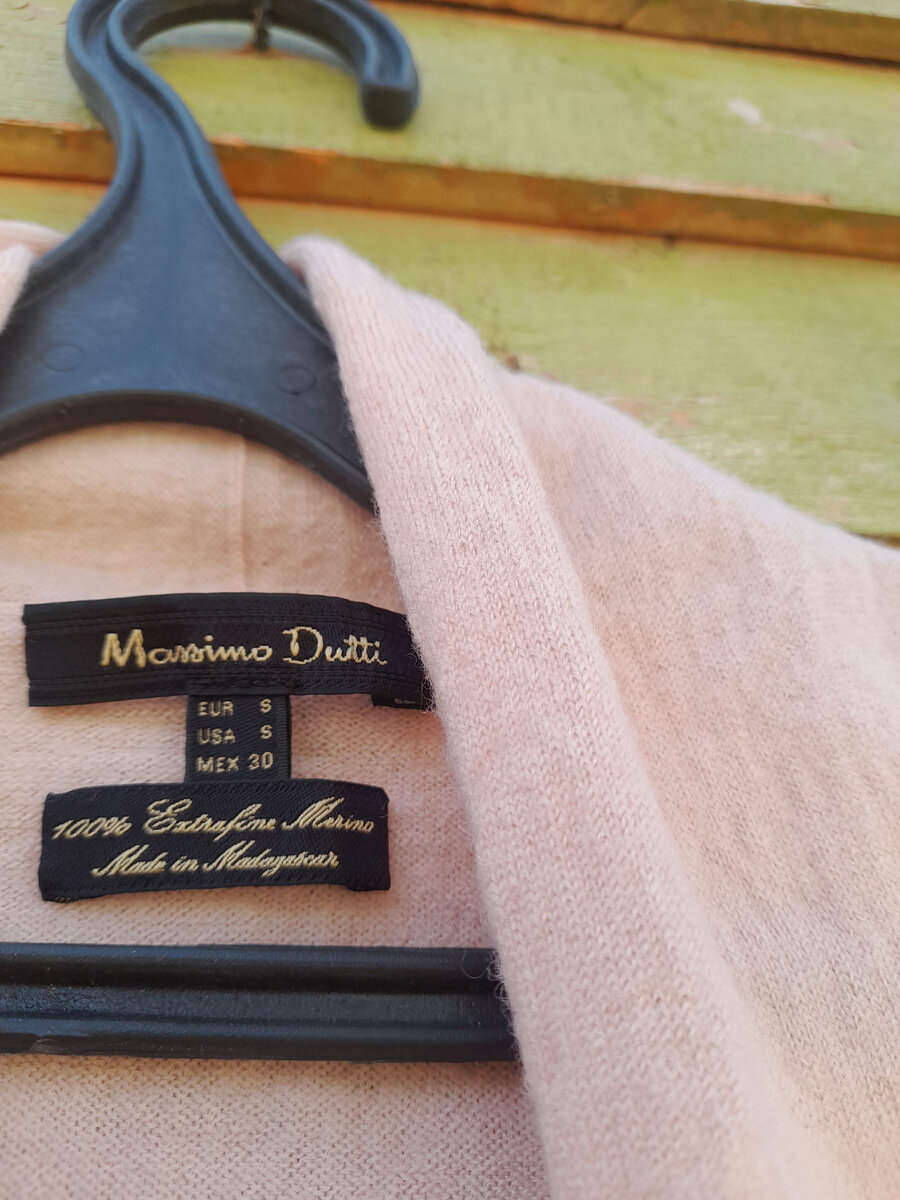 Massimo Dutti
EUR S
USA S
MEX 30
100% Extrafine Merino
Made in Madagascar